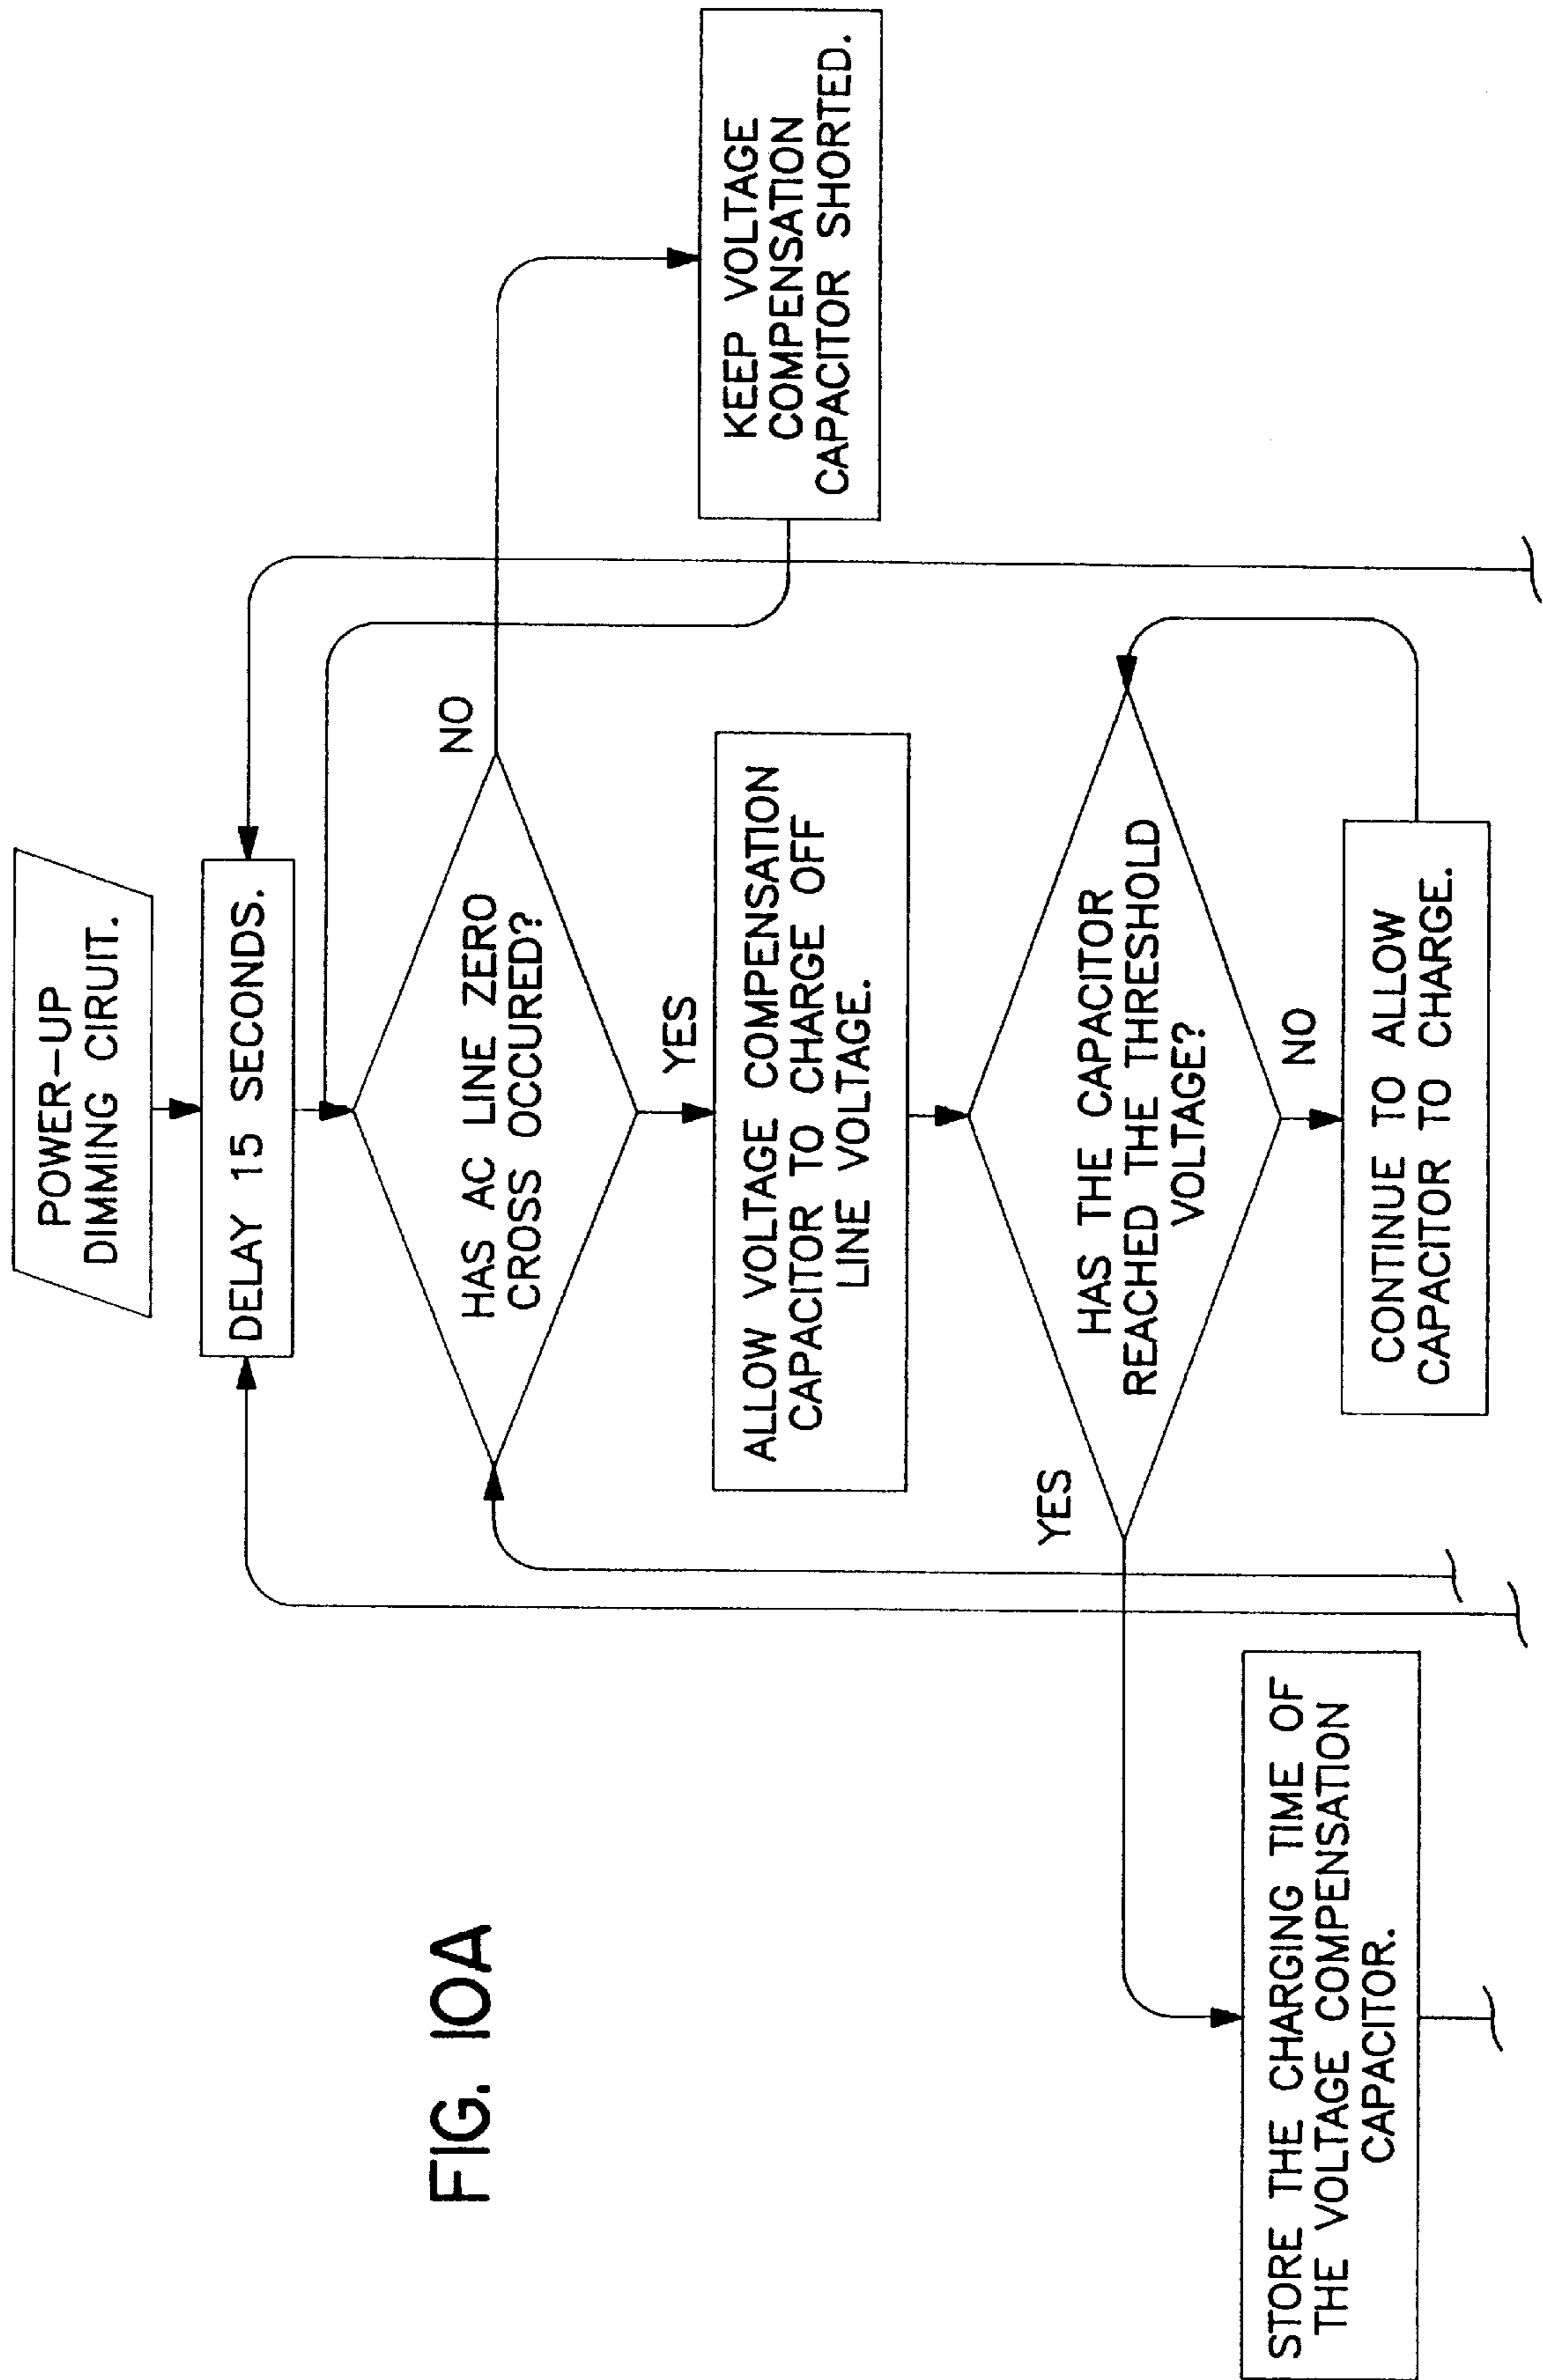 FIG. 10A
POWER-UP
DIMMING CIRUIT.
DELAY 15 SECONDS.
HAS AC LINE ZERO
CROSS OCCURED?
NO
KEEP VOLTAGE
COMPENSATION
CAPACITOR SHORTED.
YES
ALLOW VOLTAGE COMPENSATION
CAPACITOR TO CHARGE OFF
LINE VOLTAGE.
HAS THE CAPACITOR
REACHED THE THRESHOLD
VOLTAGE?
YES
NO
CONTINUE TO ALLOW
CAPACITOR TO CHARGE.
STORE THE CHARGING TIME OF
THE VOLTAGE COMPENSATION
CAPACITOR.